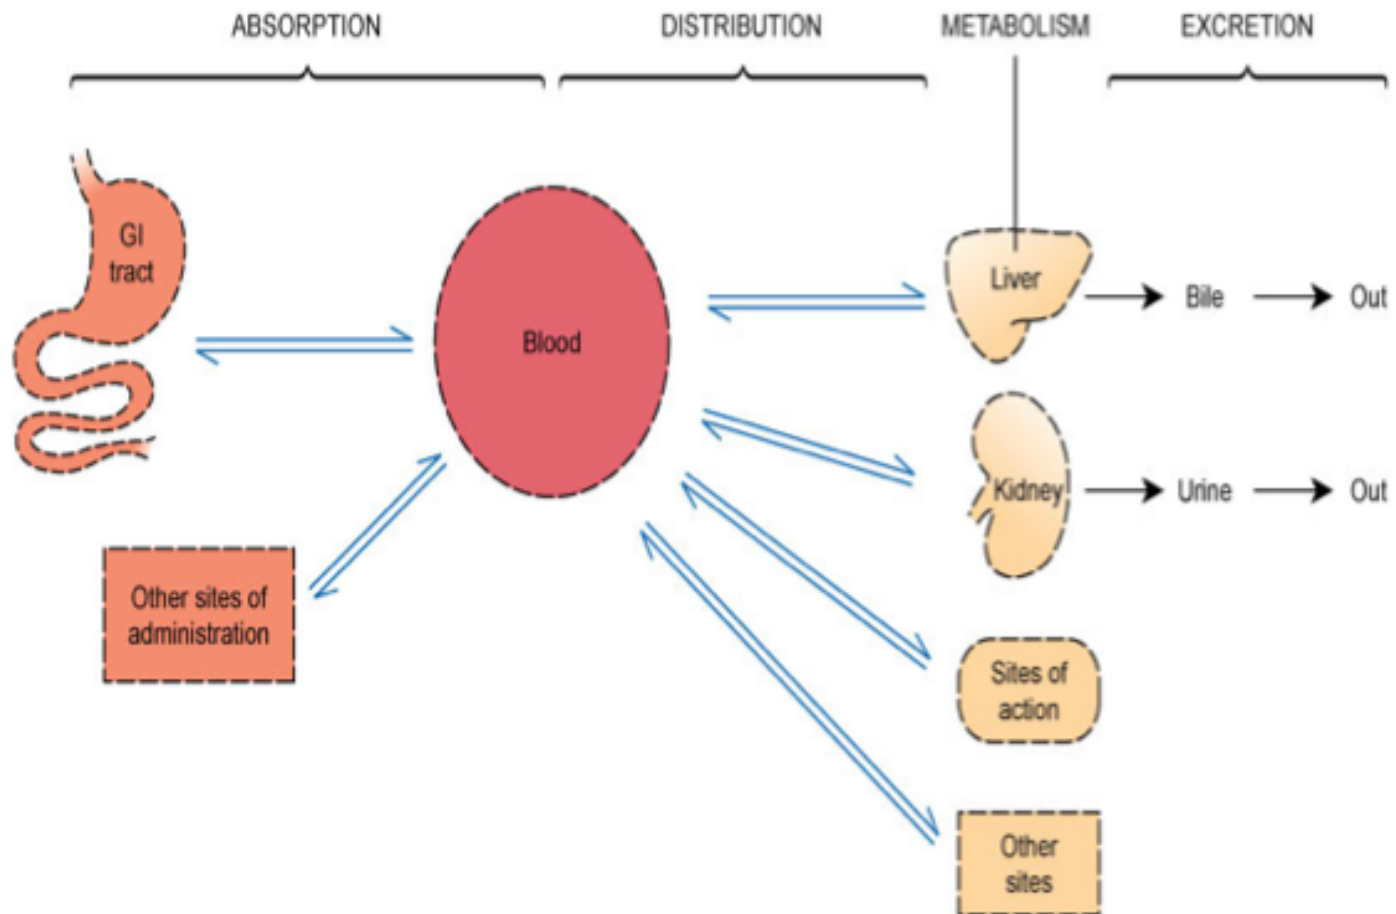 ABSORPTION
DISTRIBUTION
METABOLISM
EXCRETION
GI
tract
Blood
Liver
Bile
Out
Kidney
Urine
Out
Other sites of
administration
Sites of
action
Other
sites